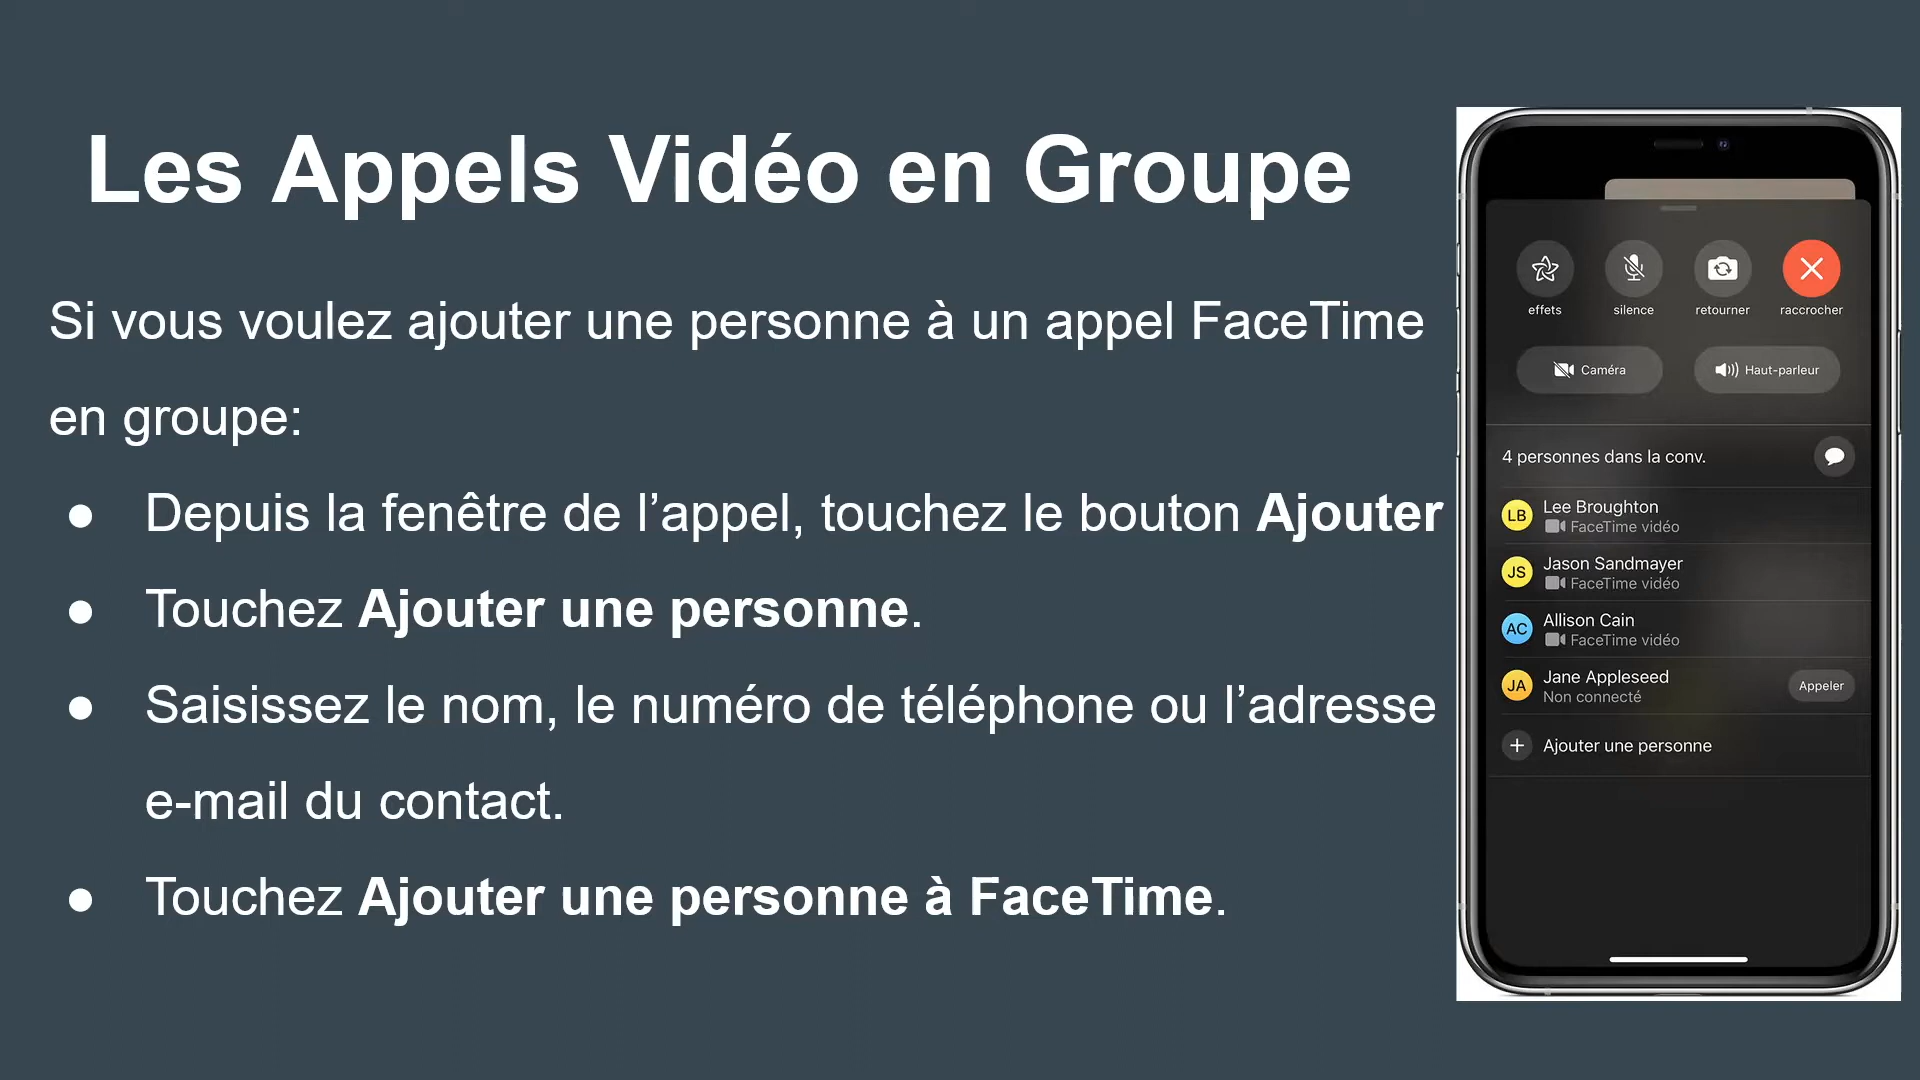 Les Appels Vidéo en Groupe
Si vous voulez ajouter une personne à un appel FaceTime
en groupe:
● Depuis la fenêtre de l’appel, touchez le bouton Ajouter
● Touchez Ajouter une personne.
● Saisissez le nom, le numéro de téléphone ou l’adresse
e-mail du contact.
● Touchez Ajouter une personne à FaceTime.
effets silence retourner raccrocher
Caméra Haut-parleur
4 personnes dans la conv.
LB Lee Broughton
FaceTime vidéo
JS Jason Sandmayer
FaceTime vidéo
AC Allison Cain
FaceTime vidéo
JA Jane Appleseed
Non connecté Appeler
+ Ajouter une personne